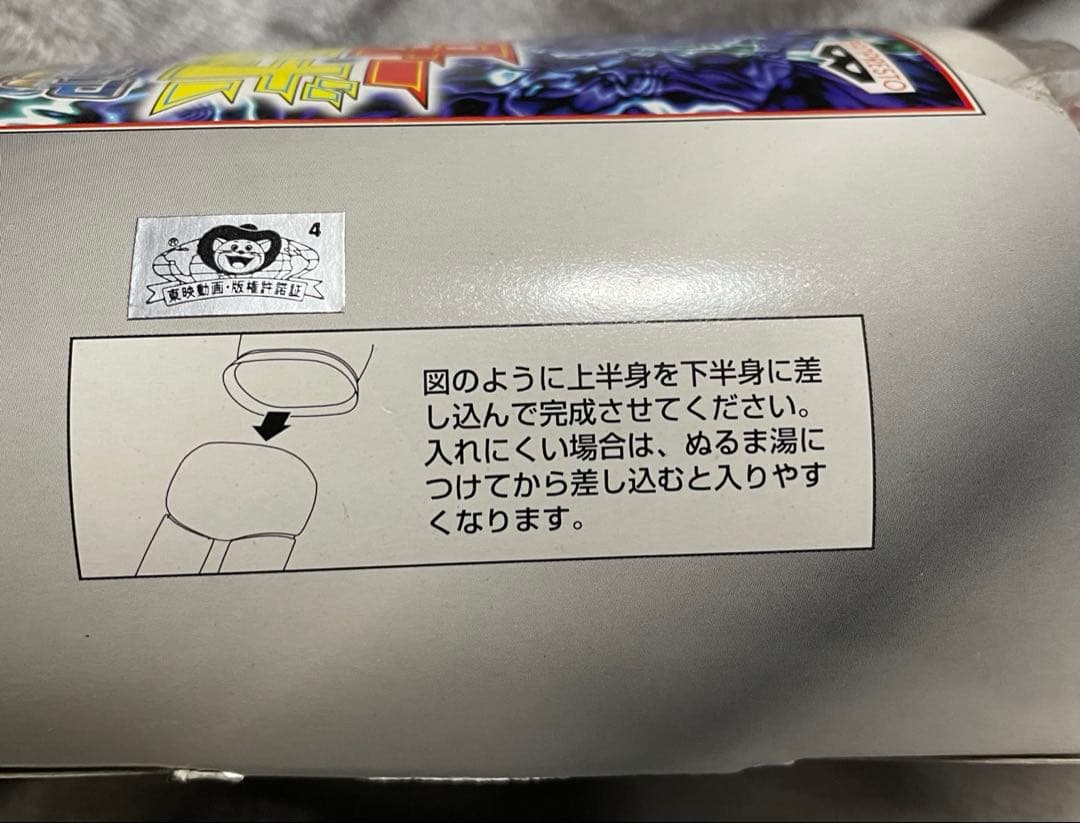 BANPRESTO
4
®
東映動画・版権許諾証
図のように上半身を下半身に差
し込んで完成させてください。
入れにくい場合は、ぬるま湯に
つけてから差し込むと入りやす
くなります。